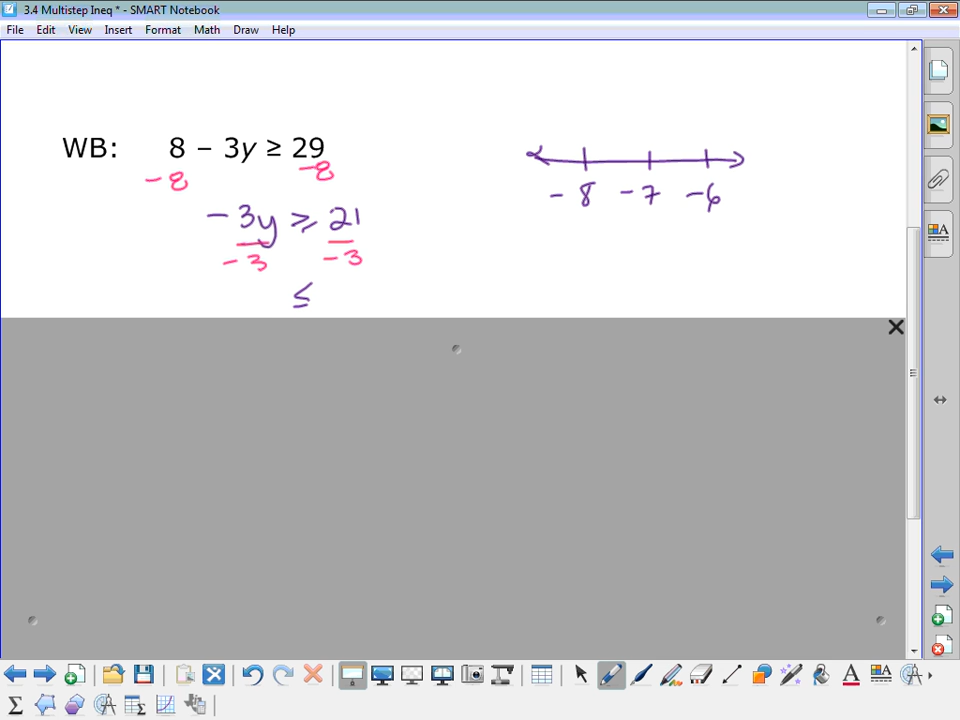 3.4 Multistep Ineq * - SMART Notebook
File Edit View Insert Format Math Draw Help
WB: 8 – 3y ≥ 29
-8 -8
-3y ≥ 21
-3 -3
≤
-8 -7 -6